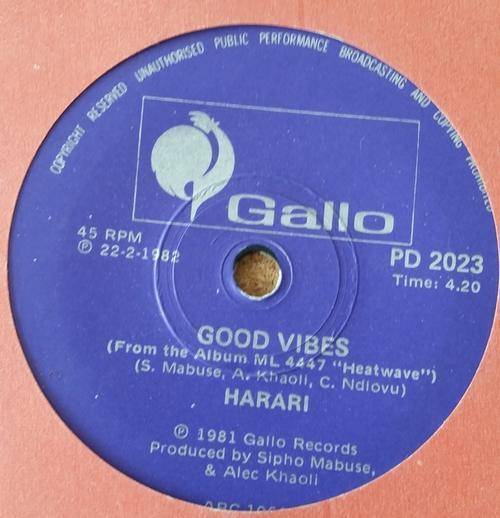 COPYRIGHT RESERVED UNAUTHORISED PUBLIC PERFORMANCE BROADCASTING AND COPYING PROHIBITED
Gallo
45 RPM
℗ 22-2-1982
PD 2023
Time: 4.20
GOOD VIBES
(From the Album ML 4447 "Heatwave")
(S. Mabuse, A. Khaoli, C. Ndlovu)
HARARI
℗ 1981 Gallo Records
Produced by Sipho Mabuse,
& Alec Khaoli